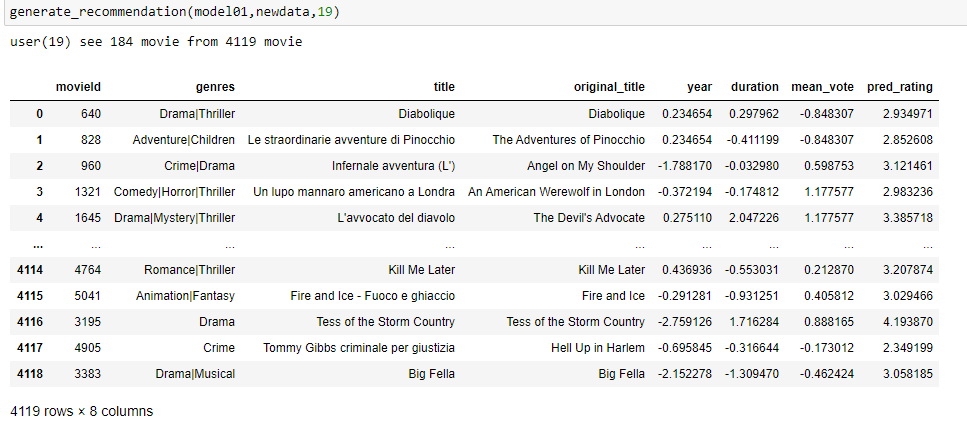 generate_recommendation(model01,newdata,19)
user(19) see 184 movie from 4119 movie
movieId genres title original_title year duration mean_vote pred_rating
0 640 Drama|Thriller Diabolique Diabolique 0.234654 0.297962 -0.848307 2.934971
1 828 Adventure|Children Le straordinarie avventure di Pinocchio The Adventures of Pinocchio 0.234654 -0.411199 -0.848307 2.852608
2 960 Crime|Drama Infernale avventura (L') Angel on My Shoulder -1.788170 -0.032980 0.598753 3.121461
3 1321 Comedy|Horror|Thriller Un lupo mannaro americano a Londra An American Werewolf in London -0.372194 -0.174812 1.177577 2.983236
4 1645 Drama|Mystery|Thriller L'avvocato del diavolo The Devil's Advocate 0.275110 2.047226 1.177577 3.385718
... ... ... ... ... ... ... ... ...
4114 4764 Romance|Thriller Kill Me Later Kill Me Later 0.436936 -0.553031 0.212870 3.207874
4115 5041 Animation|Fantasy Fire and Ice - Fuoco e ghiaccio Fire and Ice -0.291281 -0.931251 0.405812 3.029466
4116 3195 Drama Tess of the Storm Country Tess of the Storm Country -2.759126 1.716284 0.888165 4.193870
4117 4905 Crime Tommy Gibbs criminale per giustizia Hell Up in Harlem -0.695845 -0.316644 -0.173012 2.349199
4118 3383 Drama|Musical Big Fella Big Fella -2.152278 -1.309470 -0.462424 3.058185
4119 rows × 8 columns